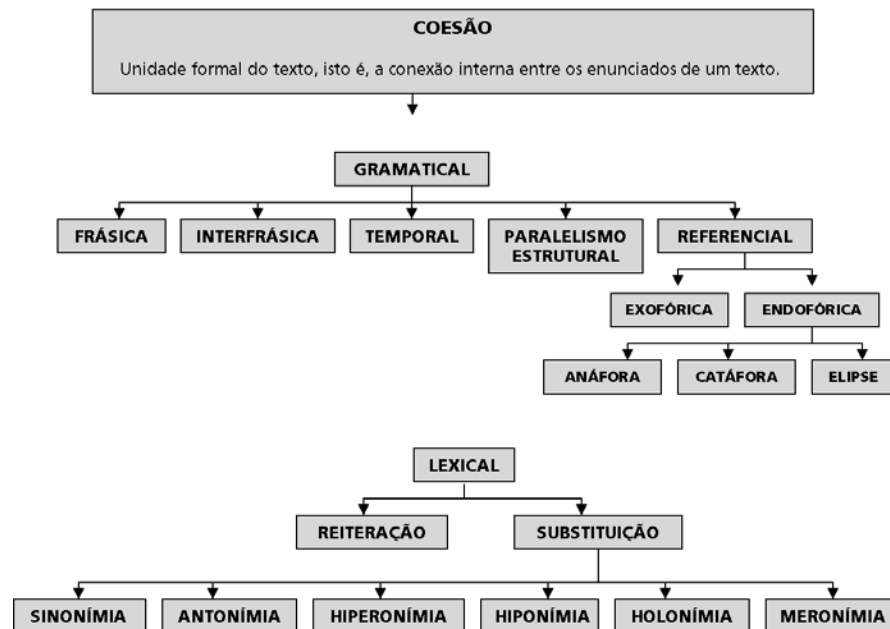 COESÃO
Unidade formal do texto, isto é, a conexão interna entre os enunciados de um texto.
GRAMATICAL
FRÁSICA
INTERFRÁSICA
TEMPORAL
PARALELISMO
ESTRUTURAL
REFERENCIAL
EXOFÓRICA
ENDOFÓRICA
ANÁFORA
CATÁFORA
ELIPSE
LEXICAL
REITERAÇÃO
SUBSTITUIÇÃO
SINONÍMIA
ANTONÍMIA
HIPERONÍMIA
HIPONÍMIA
HOLONÍMIA
MERONÍMIA